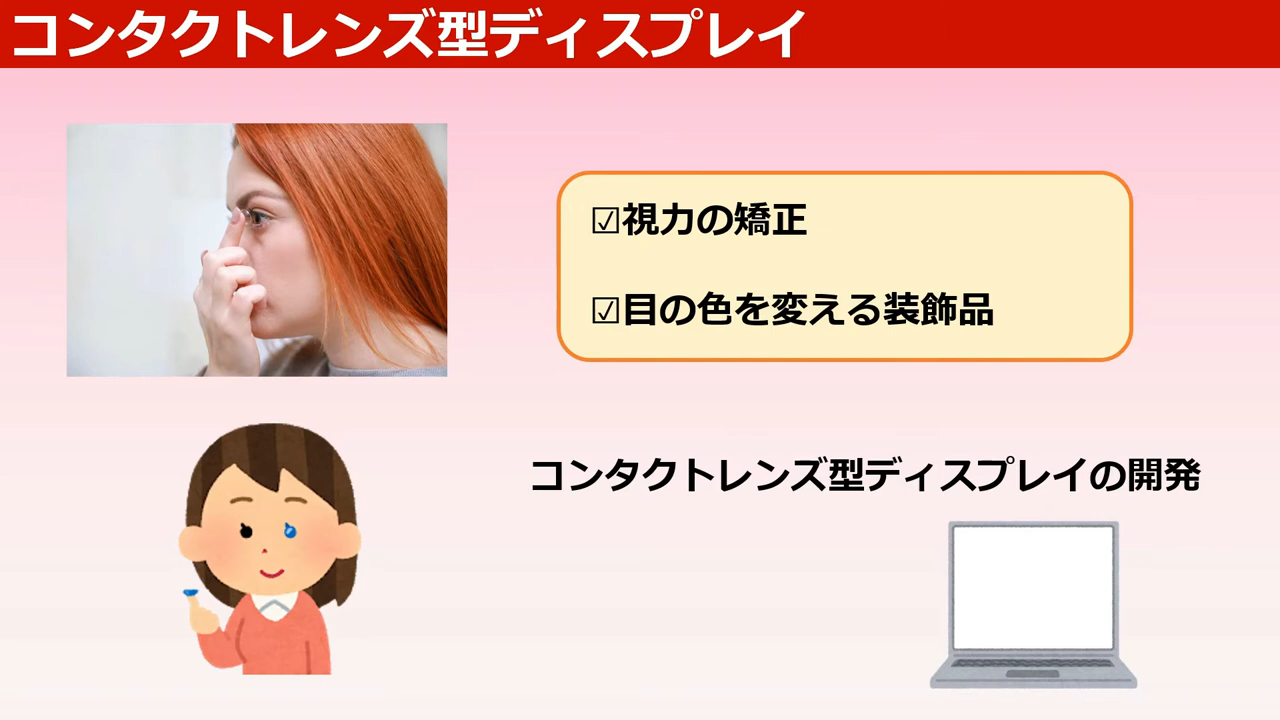 コンタクトレンズ型ディスプレイ
☑視力の矯正
☑目の色を変える装飾品
コンタクトレンズ型ディスプレイの開発